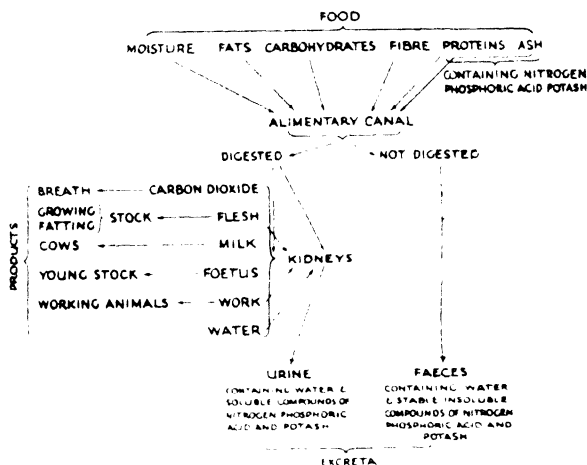 FOOD
MOISTURE FATS CARBOHYDRATES FIBRE PROTEINS ASH
CONTAINING NITROGEN
PHOSPHORIC ACID POTASH
ALIMENTARY CANAL
DIGESTED NOT DIGESTED
PRODUCTS
BREATH CARBON DIOXIDE
GROWING
FATTING
STOCK FLESH
COWS MILK
KIDNEYS
YOUNG STOCK FOETUS
WORKING ANIMALS WORK
WATER
URINE
CONTAINING WATER &
SOLUBLE COMPOUNDS OF
NITROGEN PHOSPHORIC
ACID AND POTASH
FAECES
CONTAINING WATER
& STABLE INSOLUBLE
COMPOUNDS OF NITROGEN
PHOSPHORIC ACID AND
POTASH
EXCRETA